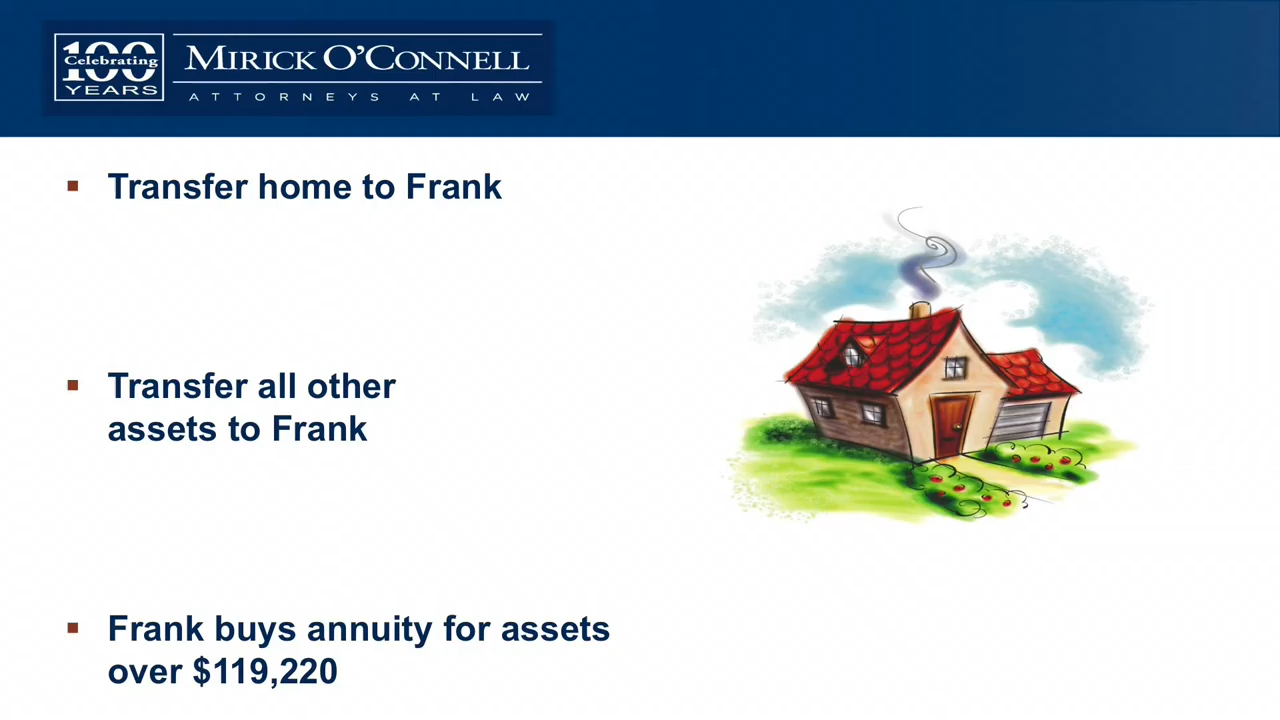 100
Celebrating
YEARS
MIRICK O'CONNELL
ATTORNEYS AT LAW
▪ Transfer home to Frank
▪ Transfer all other
assets to Frank
▪ Frank buys annuity for assets
over $119,220